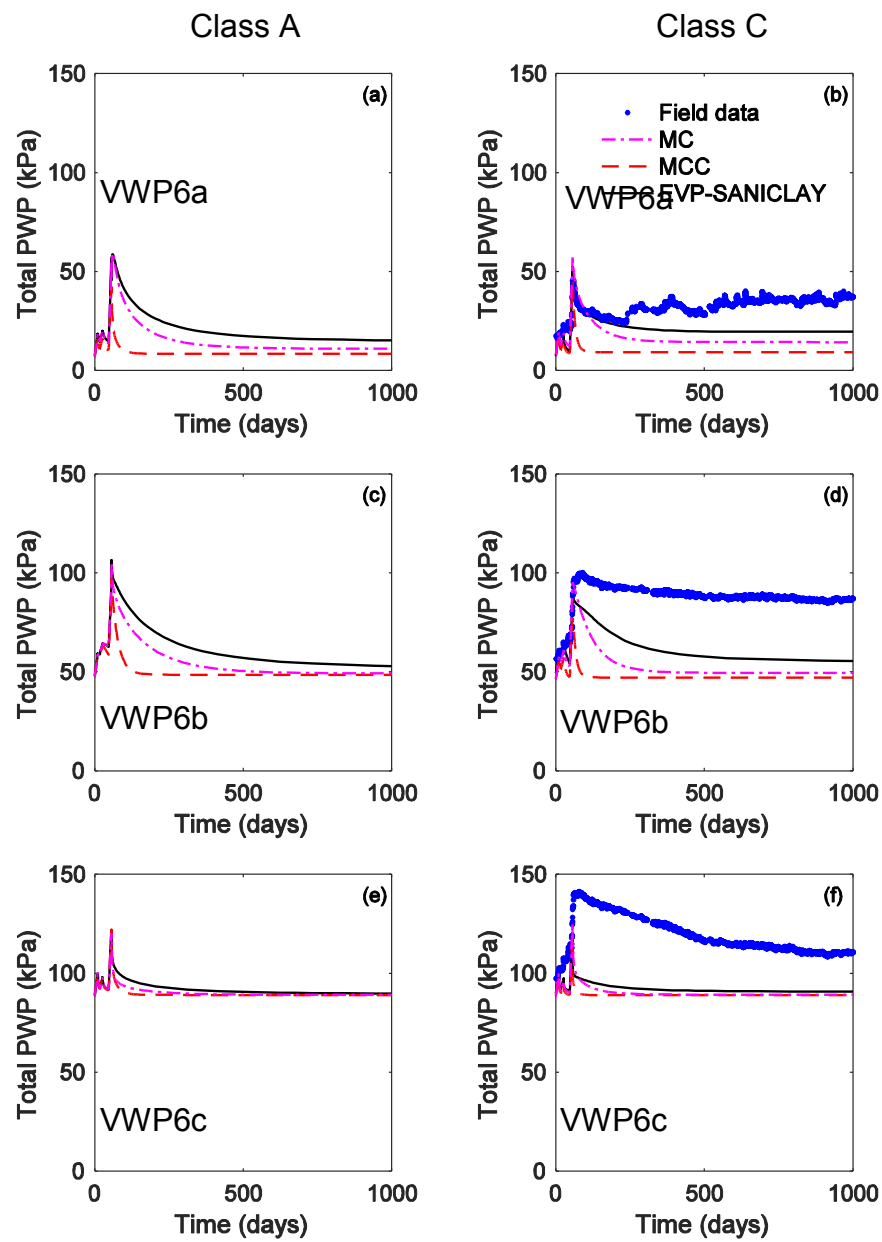 Class A
Class C
150
100
50
0
Total PWP (kPa)
(a)
VWP6a
0
500
1000
Time (days)
150
100
50
0
Total PWP (kPa)
(b)
Field data
MC
MCC
EVP-SANICLAY
VWP6a
0
500
1000
Time (days)
150
100
50
0
Total PWP (kPa)
(c)
VWP6b
0
500
1000
Time (days)
150
100
50
0
Total PWP (kPa)
(d)
VWP6b
0
500
1000
Time (days)
150
100
50
0
Total PWP (kPa)
(e)
VWP6c
0
500
1000
Time (days)
150
100
50
0
Total PWP (kPa)
(f)
VWP6c
0
500
1000
Time (days)